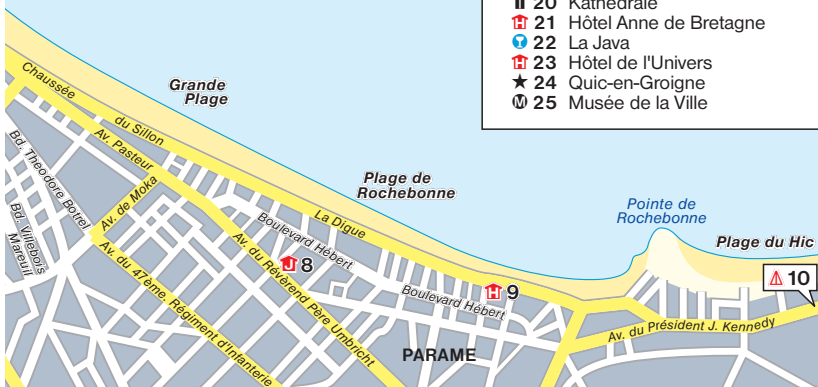 20 Kathedrale
21 Hôtel Anne de Bretagne
22 La Java
23 Hôtel de l'Univers
24 Quic-en-Groigne
M 25 Musée de la Ville
Chaussée
du Sillon
Grande
Plage
Av. Pasteur
Bd. Theodore Botrel
Av. de Moka
Bd. Villebois
Mareuil
Plage de
Rochebonne
La Digue
Pointe de
Rochebonne
Plage du Hic
Boulevard Hébert
J 8
Av. du Révèrend Père Umbricht
Av. du 47ème. Régiment d'Infanterie
Boulevard Hébert
H 9
10
Av. du Président J. Kennedy
PARAME